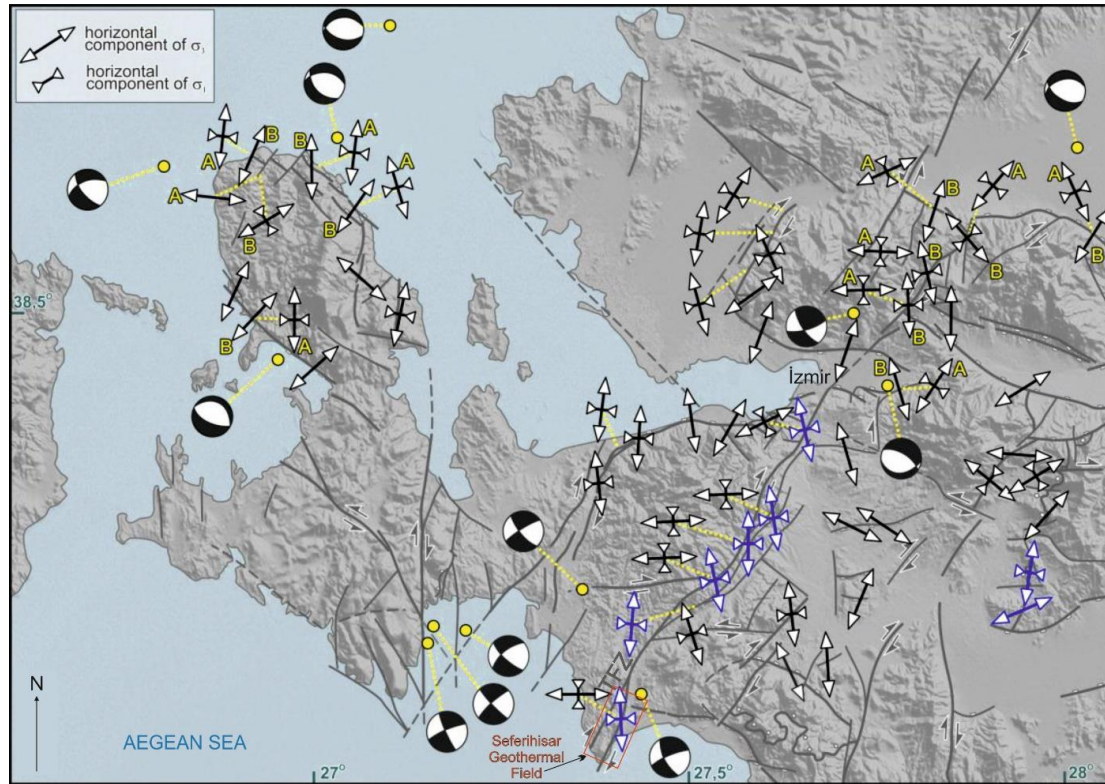 horizontal
component of σ₃
horizontal
component of σ₁
B
B
A
A
A
A
A
B
B
B
A
A
A
B
A
B
B
A
B
38,5°
A
B
B
A
İzmir
B
A
N
AEGEAN SEA
Seferihisar
Geothermal
Field
27°
27,5°
28°